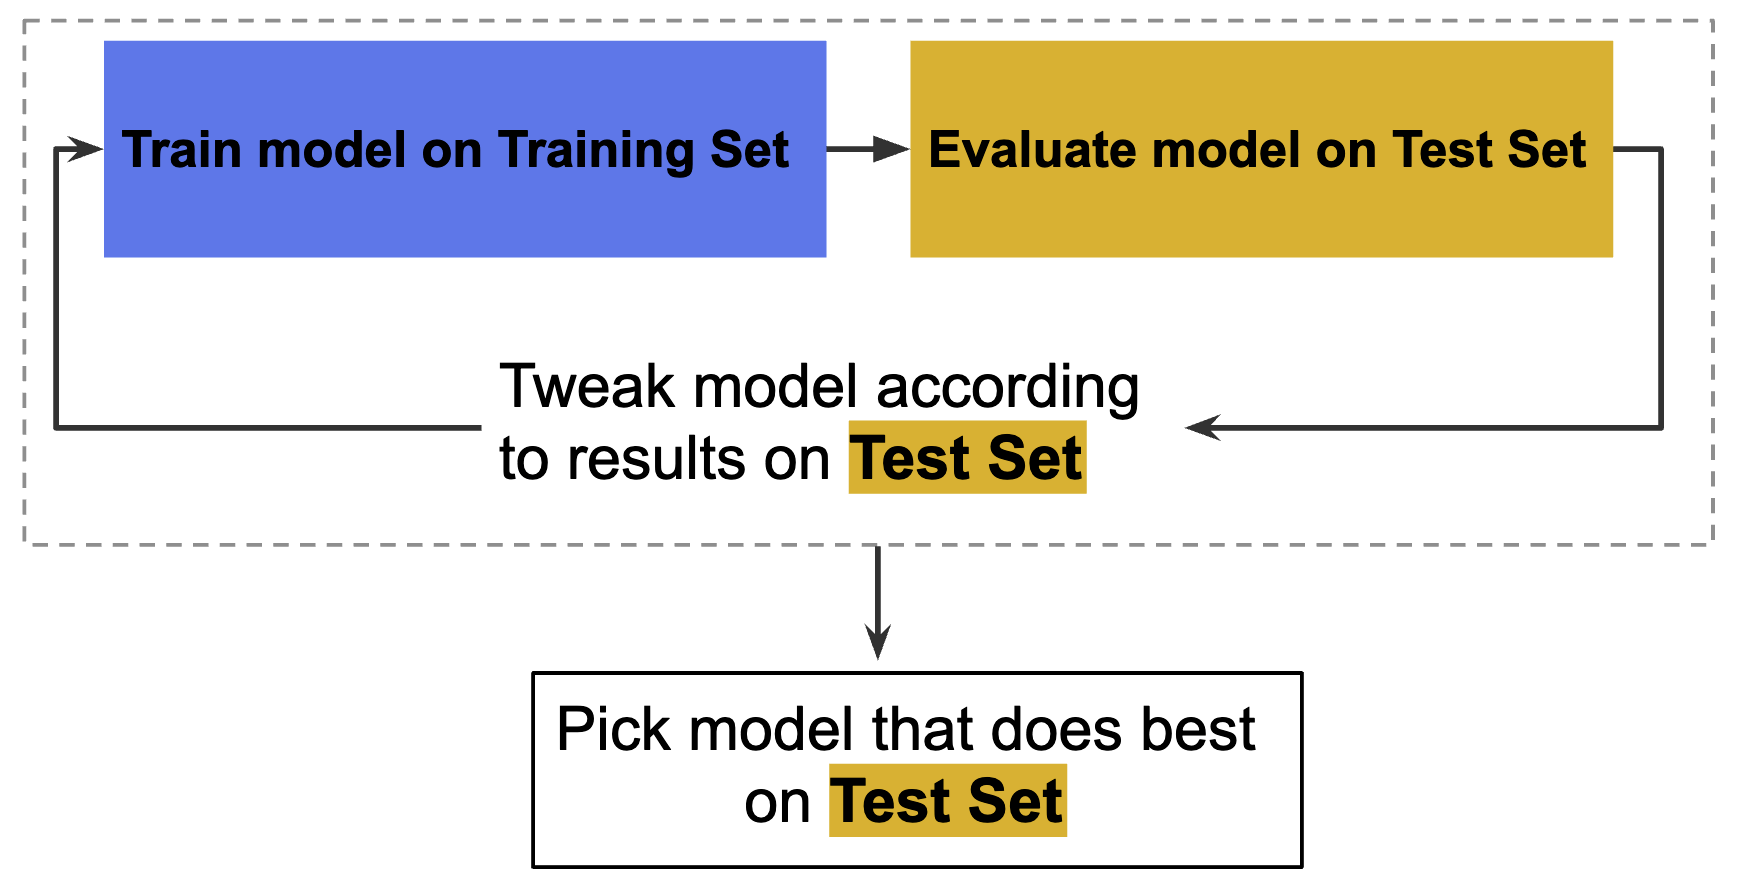 Train model on Training Set
Evaluate model on Test Set
Tweak model according
to results on Test Set
Pick model that does best
on Test Set